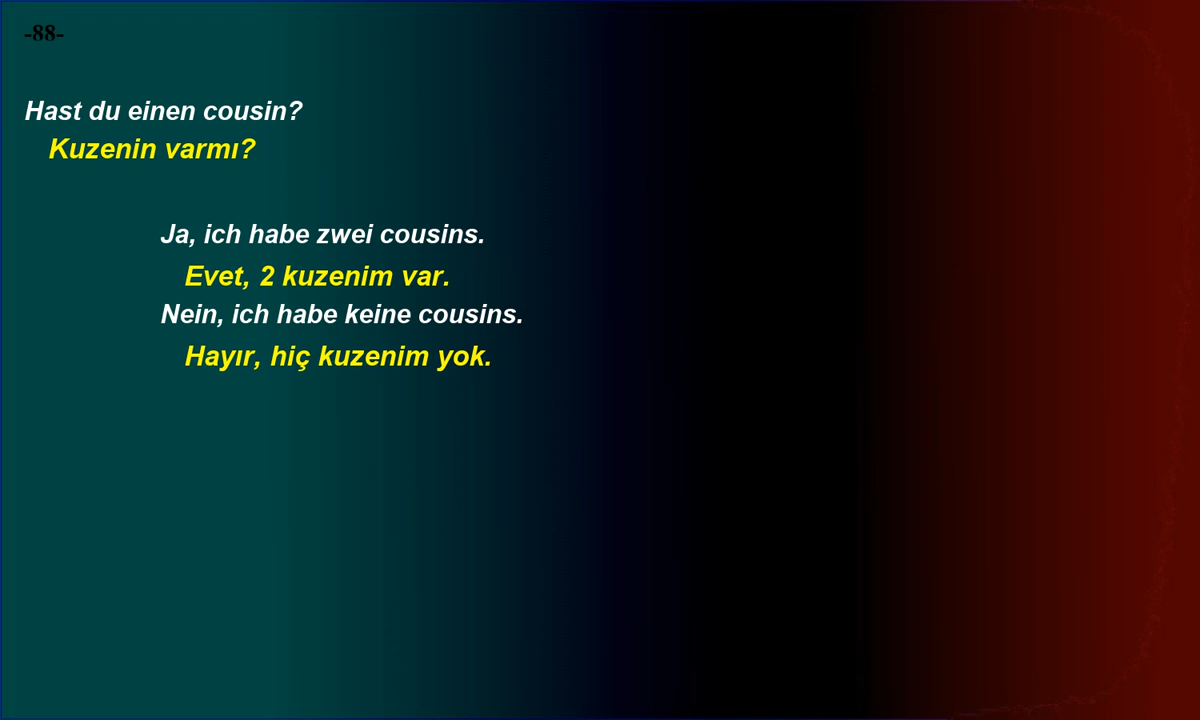 -88-
Hast du einen cousin?
Kuzenin varmı?
Ja, ich habe zwei cousins.
Evet, 2 kuzenim var.
Nein, ich habe keine cousins.
Hayır, hiç kuzenim yok.